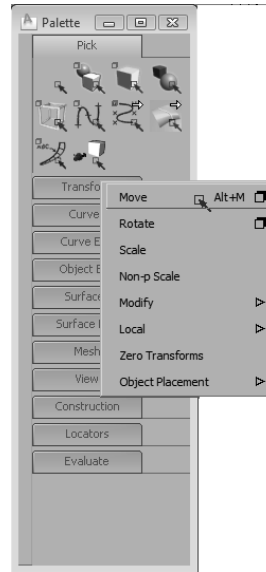 Palette
Pick
Transfo
Move Alt+M
Curve
Rotate
Curve E
Scale
Object E
Non-p Scale
Surface
Modify
Surface
Local
Mesh
Zero Transforms
View
Object Placement
Construction
Locators
Evaluate